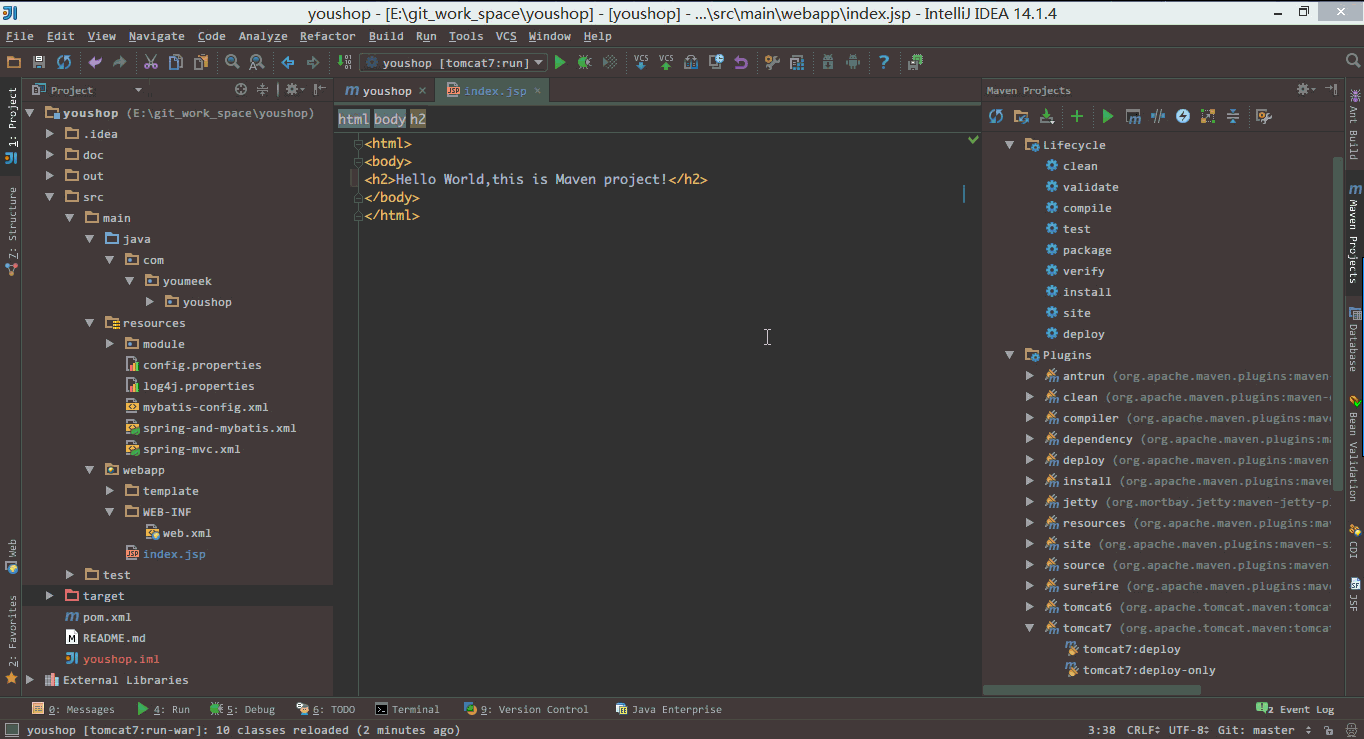 youshop - [E:\git_work_space\youshop] - [youshop] - ...\src\main\webapp\index.jsp - IntelliJ IDEA 14.1.4
File Edit View Navigate Code Analyze Refactor Build Run Tools VCS Window Help
youshop [tomcat7:run]
VCS VCS
Project
youshop
index.jsp
Maven Projects
1: Project
Z: Structure
Web
2: Favorites
youshop (E:\git_work_space\youshop)
.idea
doc
out
src
main
java
com
youmeek
youshop
resources
module
config.properties
log4j.properties
mybatis-config.xml
spring-and-mybatis.xml
spring-mvc.xml
webapp
template
WEB-INF
web.xml
index.jsp
test
target
pom.xml
README.md
youshop.iml
External Libraries
html body h2
<html>
<body>
<h2>Hello World,this is Maven project!</h2>
</body>
</html>
Lifecycle
clean
validate
compile
test
package
verify
install
site
deploy
Plugins
antrun (org.apache.maven.plugins:maven-
clean (org.apache.maven.plugins:maven-
compiler (org.apache.maven.plugins:
dependency (org.apache.maven.plugins:
deploy (org.apache.maven.plugins:maven
install (org.apache.maven.plugins:
jetty (org.mortbay.jetty:maven-jetty-p
resources (org.apache.maven.plugins:
site (org.apache.maven.plugins:maven-s
source (org.apache.maven.plugins:maven
surefire (org.apache.maven.plugins:
tomcat6 (org.apache.tomcat.maven:
tomcat7 (org.apache.tomcat.maven:
tomcat7:deploy
tomcat7:deploy-only
Ant Build
Maven Projects
Database
Bean Validation
CDI
JSF
0: Messages 4: Run 5: Debug 6: TODO Terminal 9: Version Control Java Enterprise 2 Event Log
youshop [tomcat7:run-war]: 10 classes reloaded (2 minutes ago) 3:38 CRLF UTF-8 Git: master